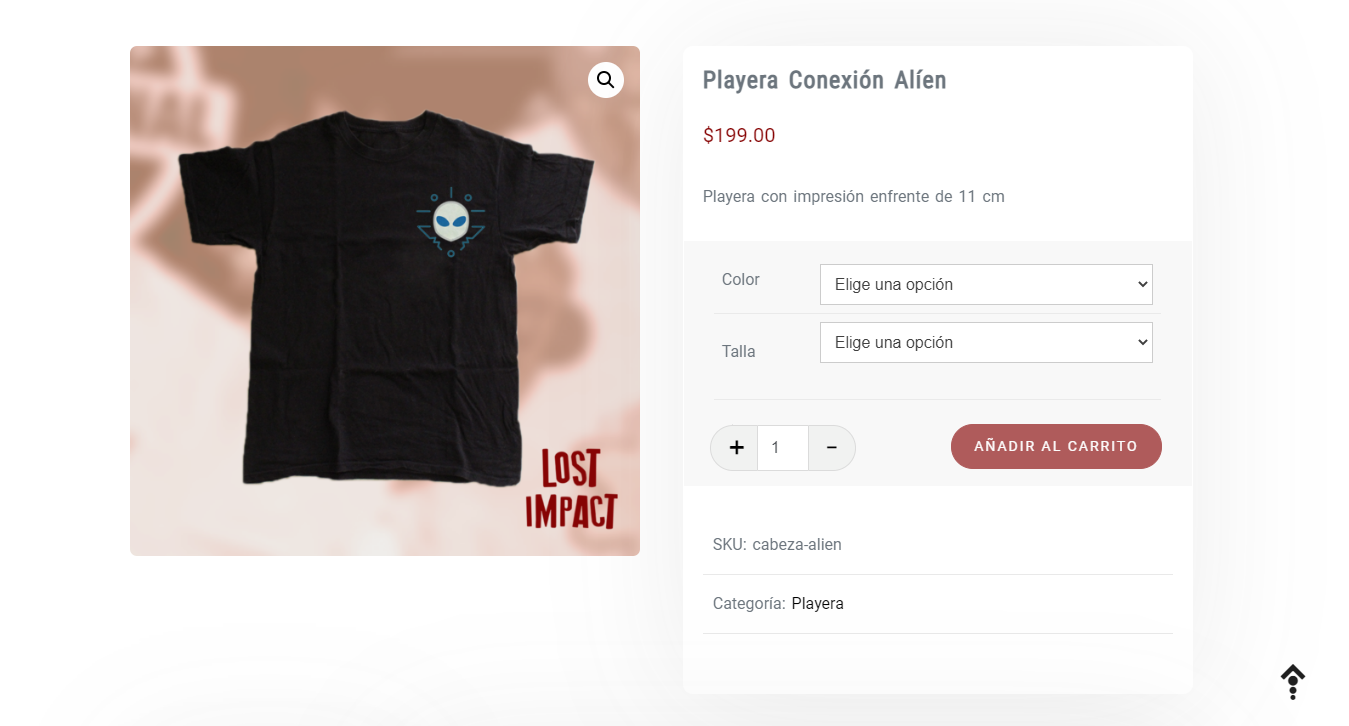 Playera Conexión Alíen
$199.00
Playera con impresión enfrente de 11 cm
Color
Elige una opción
Talla
Elige una opción
+ 1 -
AÑADIR AL CARRITO
LOST
IMPACT
SKU: cabeza-alien
Categoría: Playera